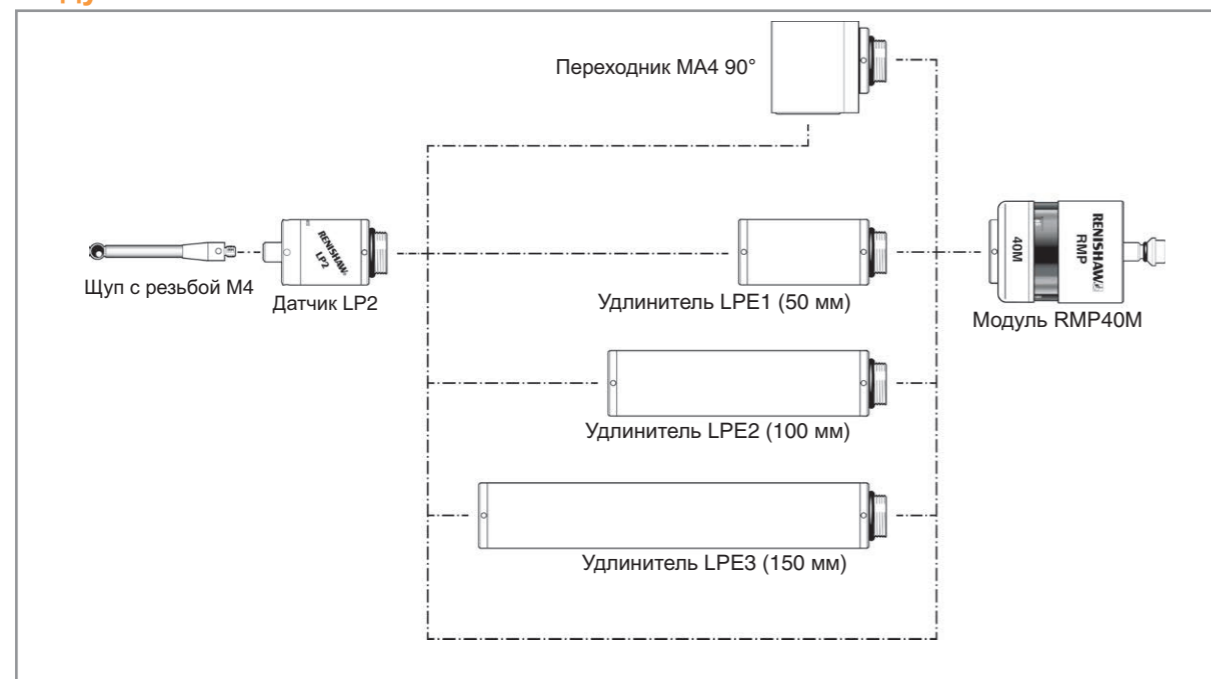 Переходник MA4 90°
RENISHAW
LP2
40M
RENISHAW
RMP
Щуп с резьбой M4
Датчик LP2
Удлинитель LPE1 (50 мм)
Модуль RMP40M
Удлинитель LPE2 (100 мм)
Удлинитель LPE3 (150 мм)